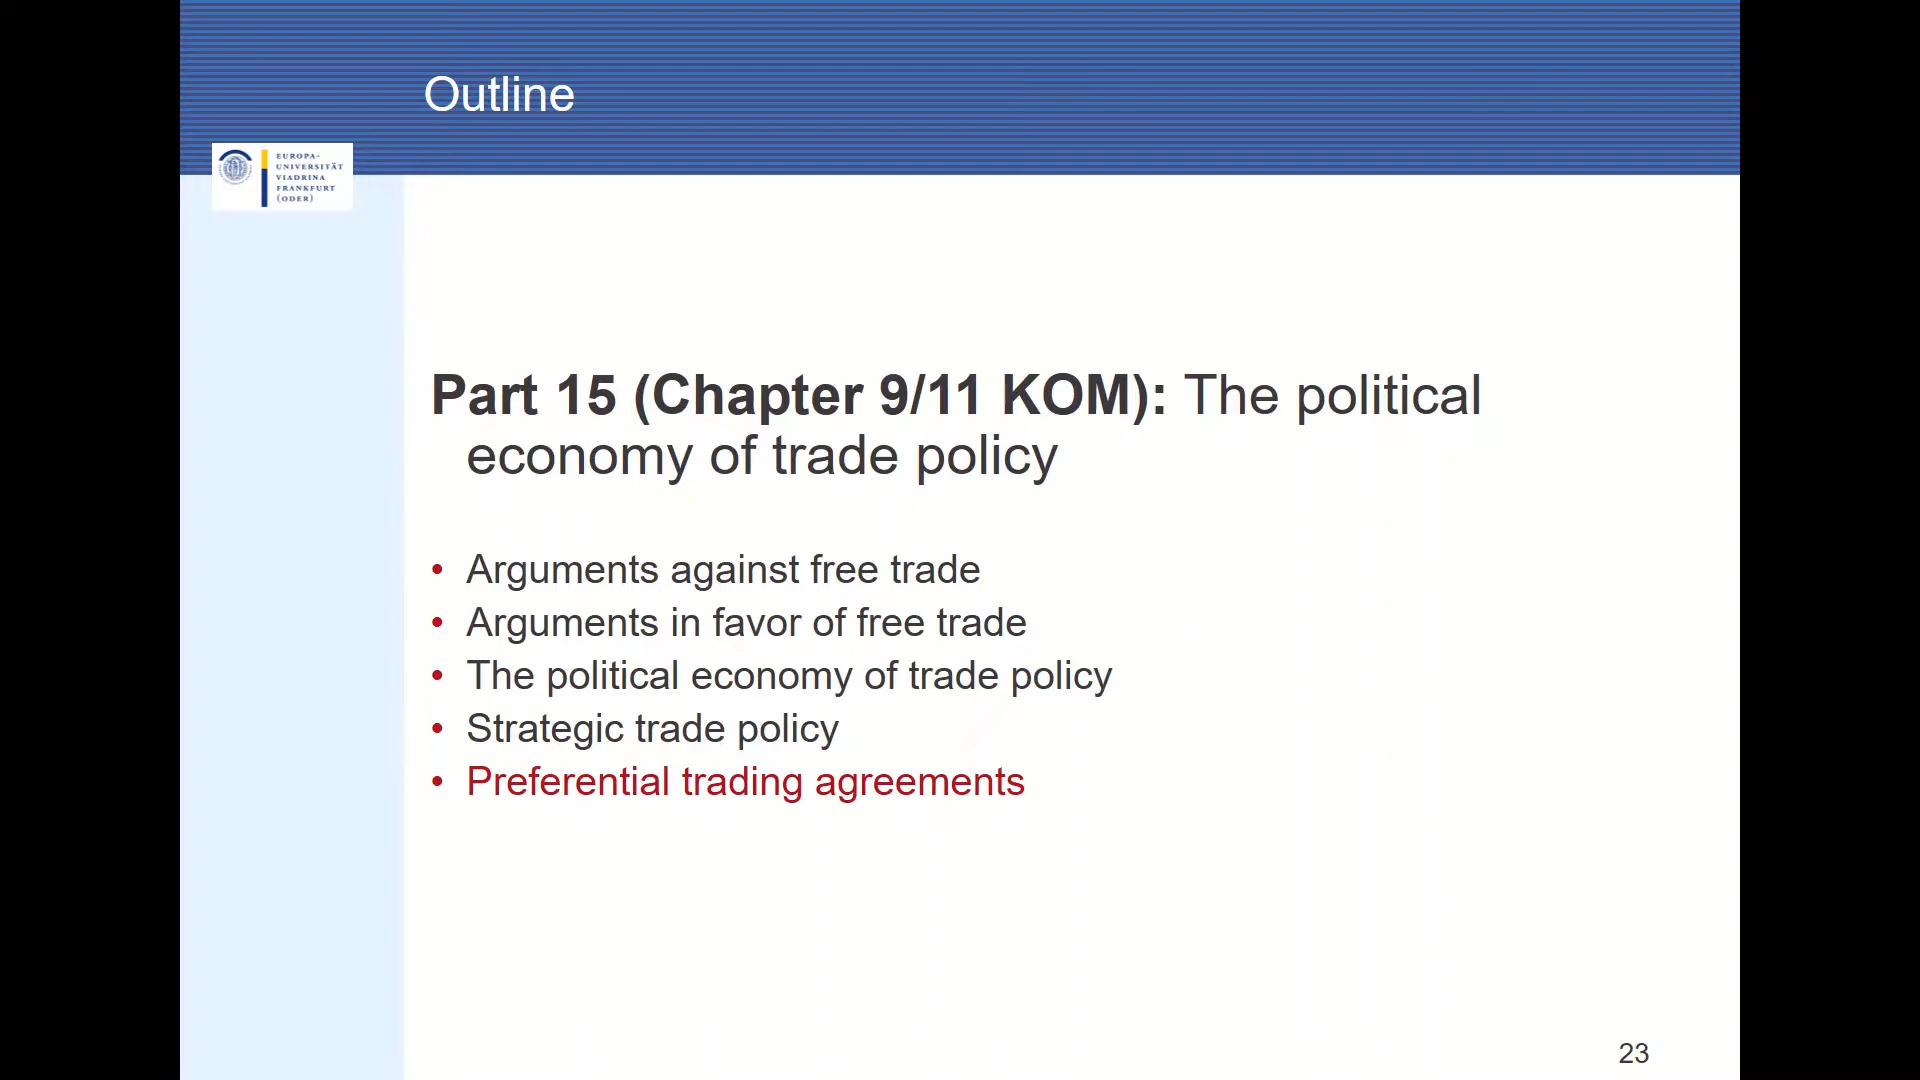 Outline
EUROPA-
UNIVERSITÄT
VIADRINA
FRANKFURT
(ODER)
Part 15 (Chapter 9/11 KOM): The political
economy of trade policy
• Arguments against free trade
• Arguments in favor of free trade
• The political economy of trade policy
• Strategic trade policy
• Preferential trading agreements
23